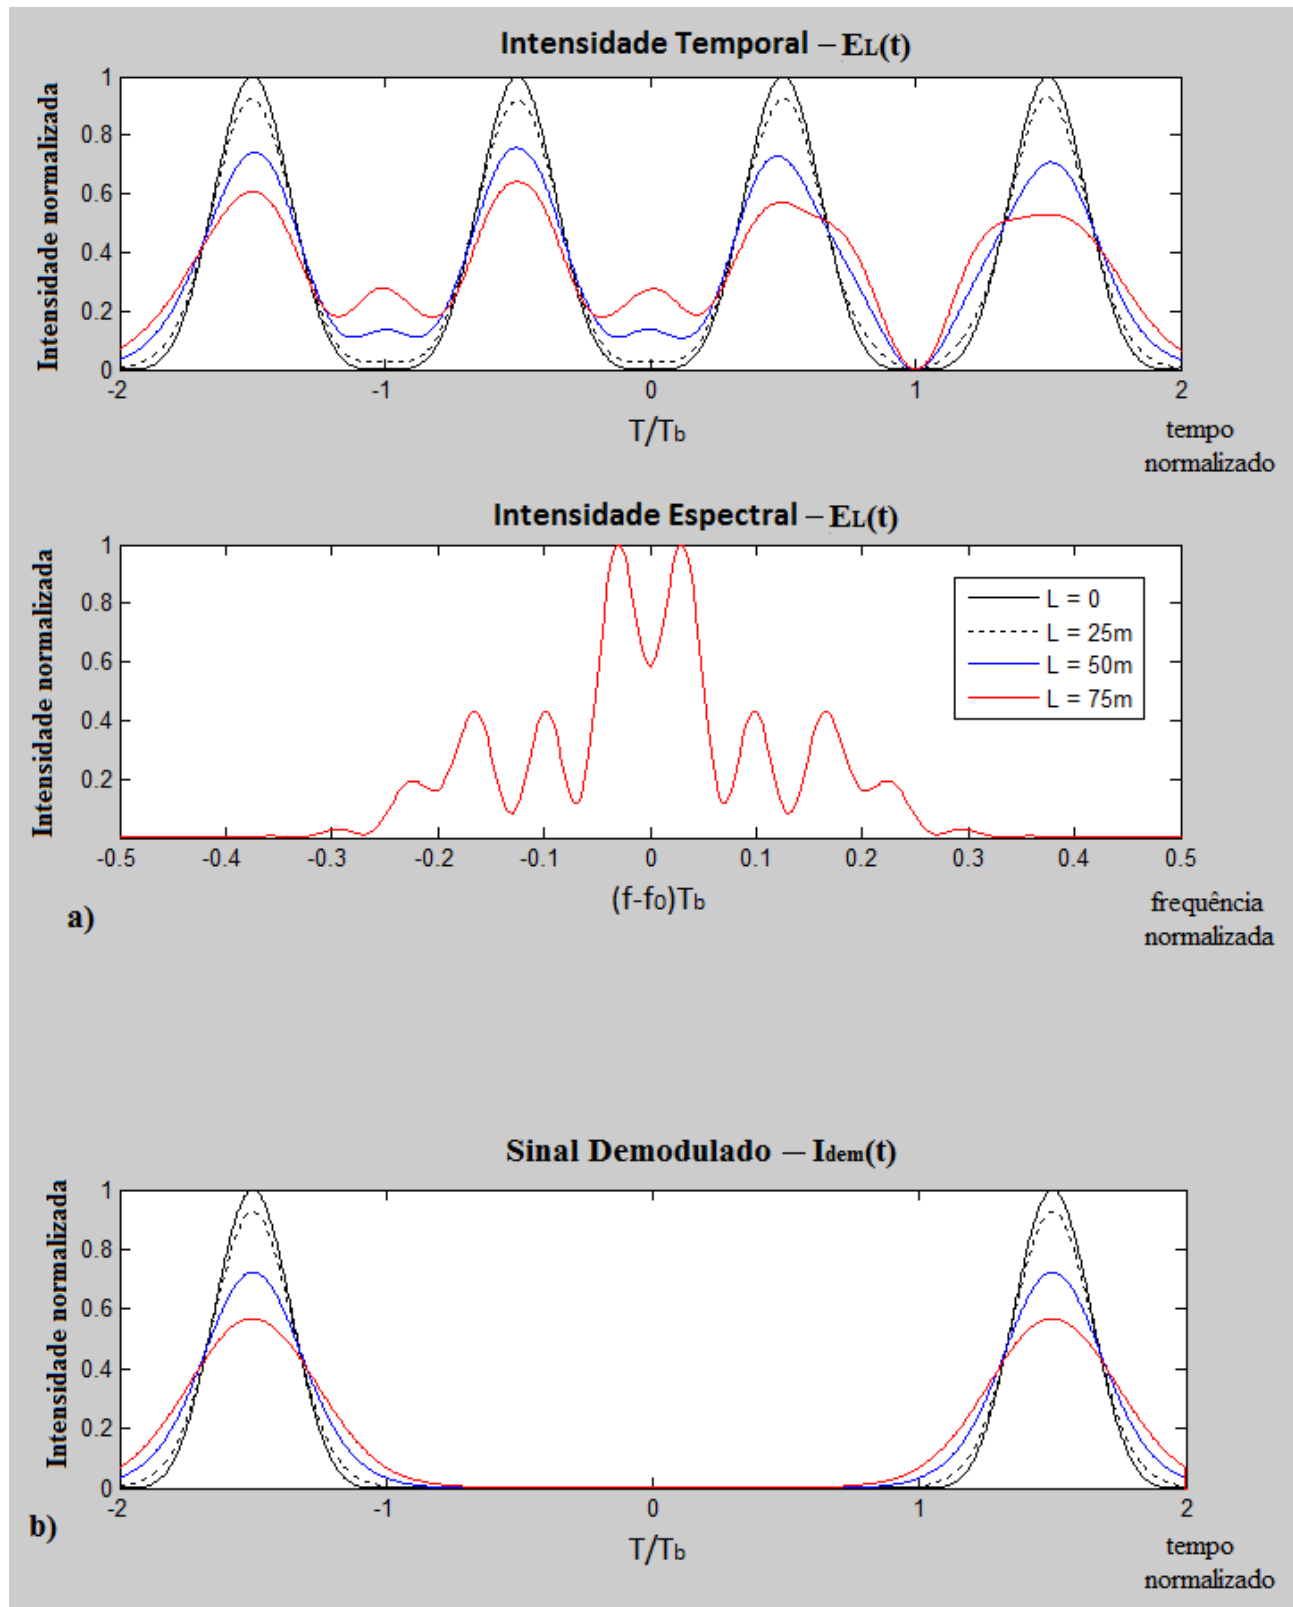 Intensidade Temporal – EL(t)
Intensidade normalizada
1
0.8
0.6
0.4
0.2
0
-2 -1 0 1 2
T/Tb
tempo
normalizado
Intensidade Espectral – EL(t)
Intensidade normalizada
1
0.8
0.6
0.4
0.2
L = 0
L = 25m
L = 50m
L = 75m
-0.5 -0.4 -0.3 -0.2 -0.1 0 0.1 0.2 0.3 0.4 0.5
(f-f0)Tb
frequência
normalizada
a)
Sinal Demodulado – Idem(t)
Intensidade normalizada
1
0.8
0.6
0.4
0.2
0
-2 -1 0 1 2
T/Tb
tempo
normalizado
b)